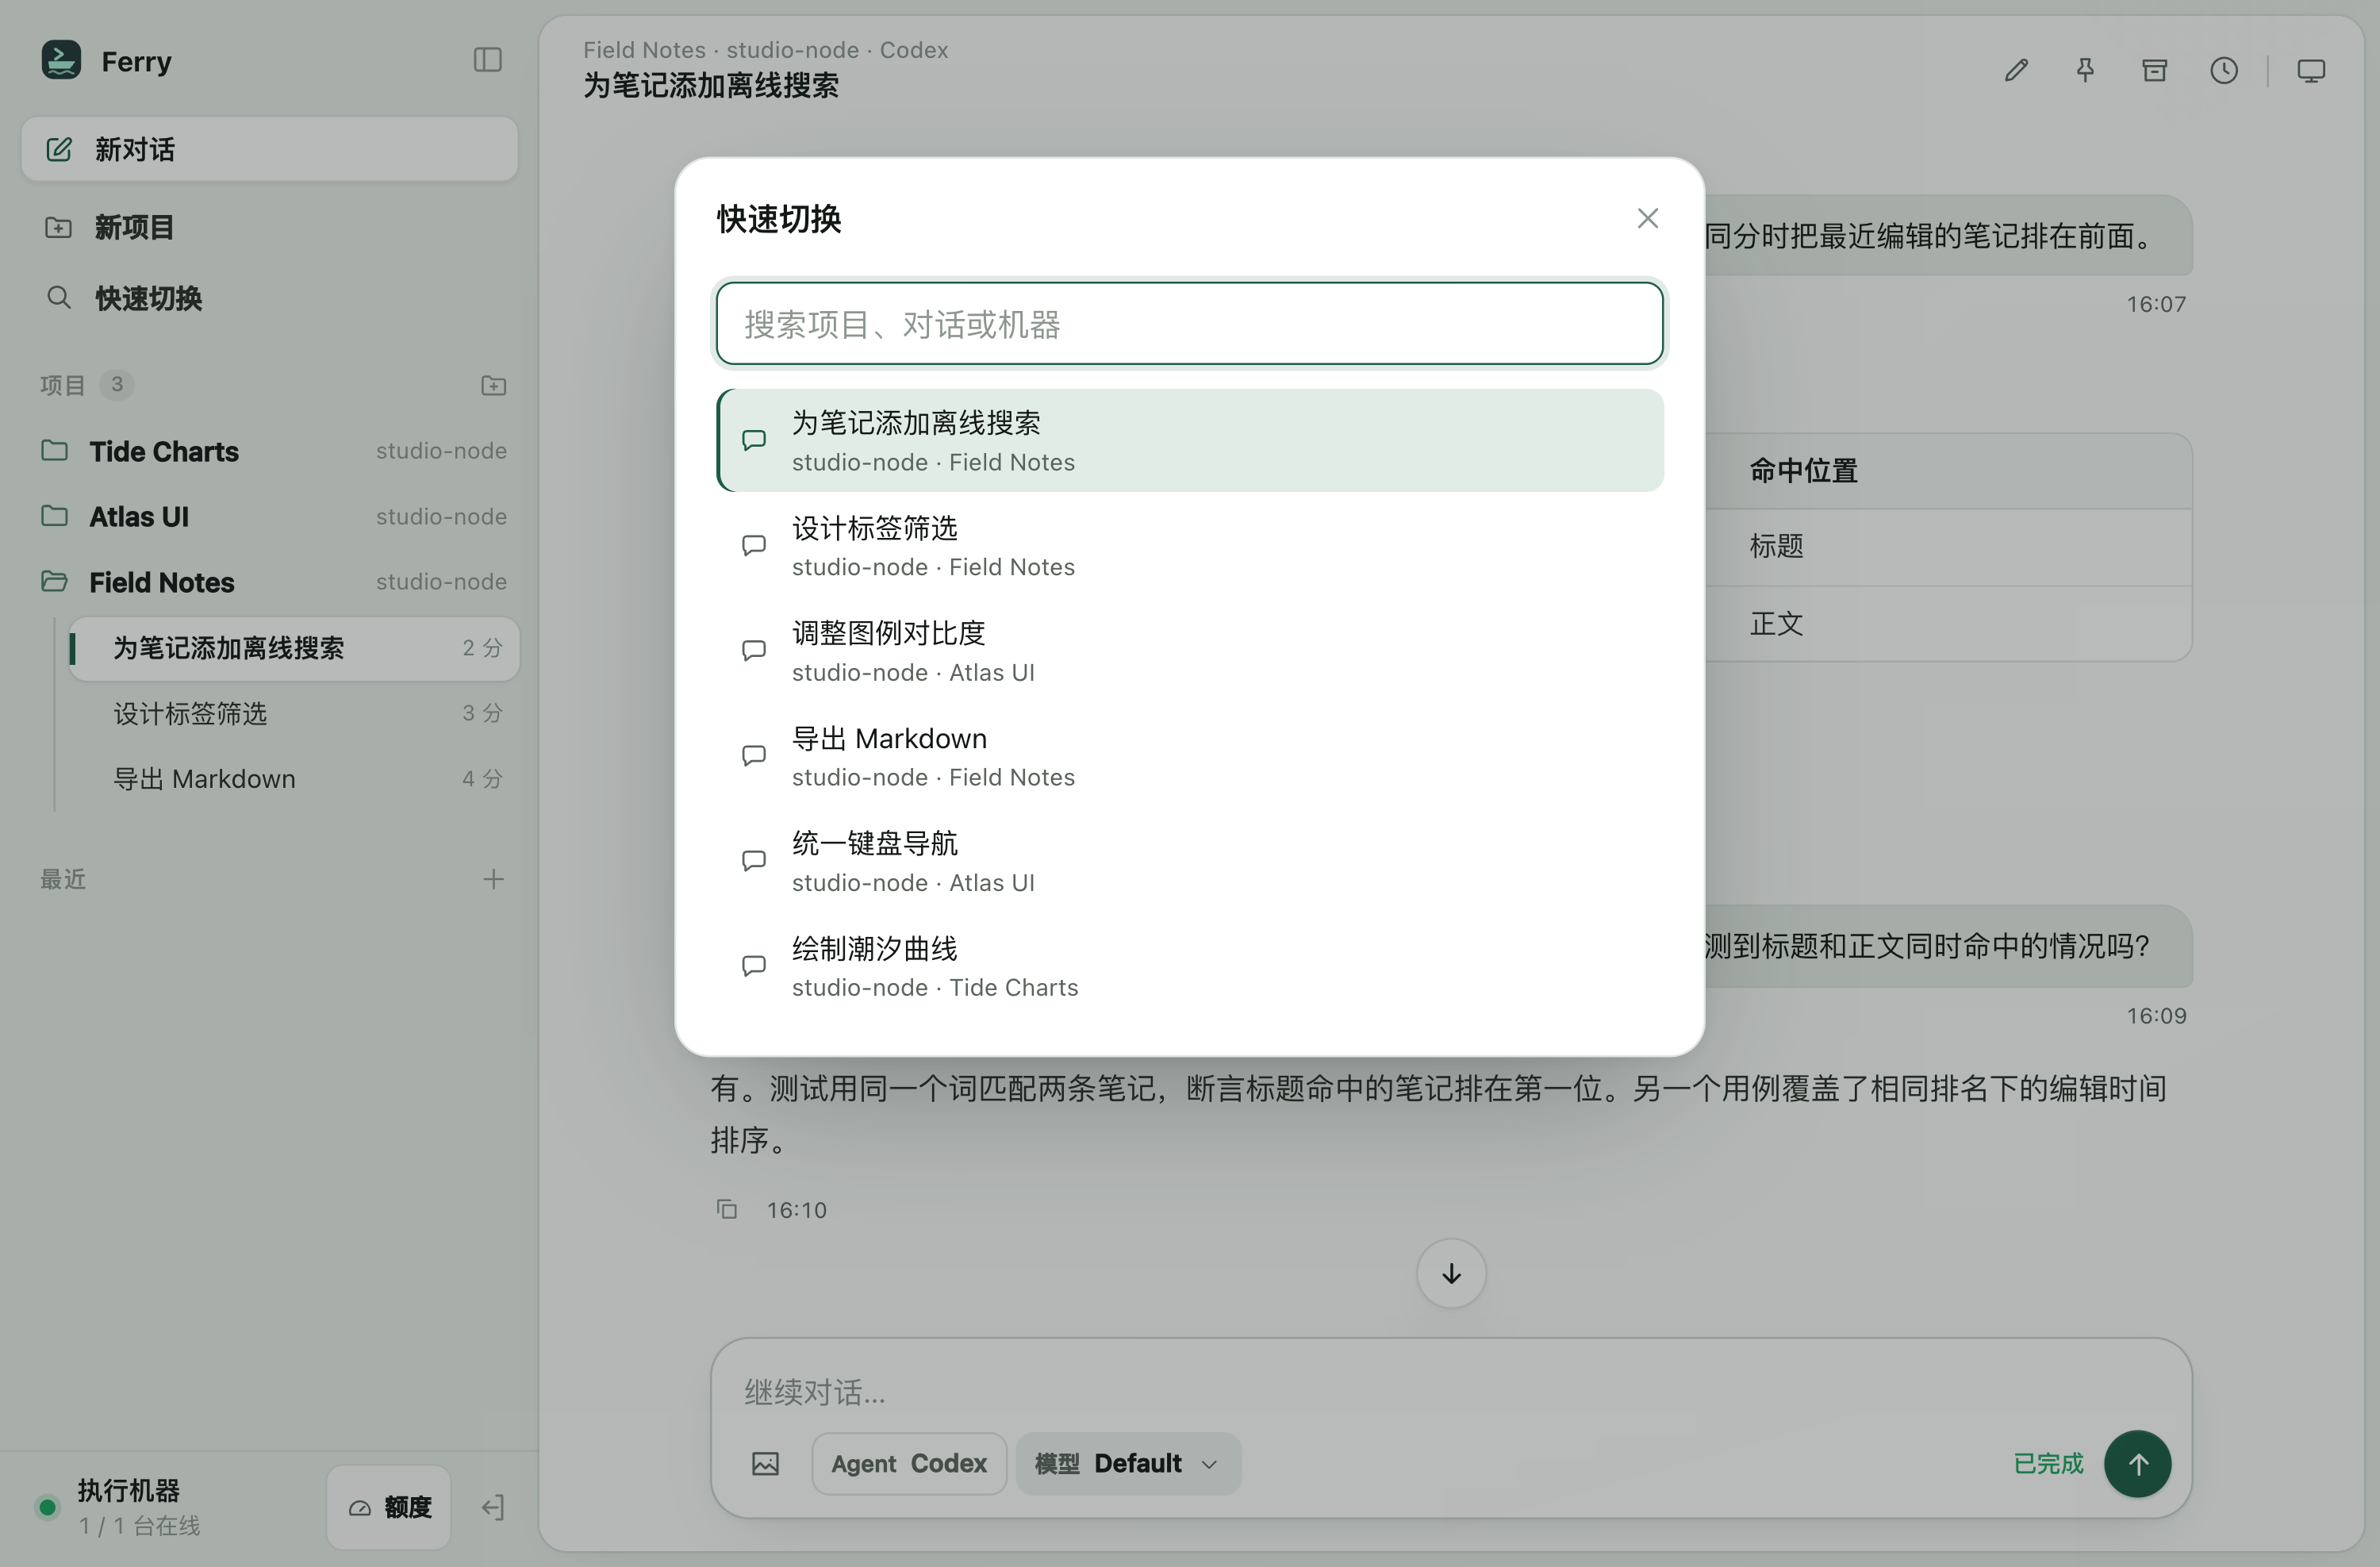 Ferry
新对话
新项目
快速切换
项目 3
Tide Charts studio-node
Atlas UI studio-node
Field Notes studio-node
为笔记添加离线搜索 2 分
设计标签筛选 3 分
导出 Markdown 4 分
最近
执行机器
1 / 1 台在线
额度
Field Notes · studio-node · Codex
为笔记添加离线搜索
同分时把最近编辑的笔记排在前面。
16:07
命中位置
标题
正文
测到标题和正文同时命中的情况吗?
16:09
有。测试用同一个词匹配两条笔记，断言标题命中的笔记排在第一位。另一个用例覆盖了相同排名下的编辑时间
排序。
16:10
继续对话...
Agent Codex 模型 Default
已完成
快速切换
搜索项目、对话或机器
为笔记添加离线搜索
studio-node · Field Notes
设计标签筛选
studio-node · Field Notes
调整图例对比度
studio-node · Atlas UI
导出 Markdown
studio-node · Field Notes
统一键盘导航
studio-node · Atlas UI
绘制潮汐曲线
studio-node · Tide Charts